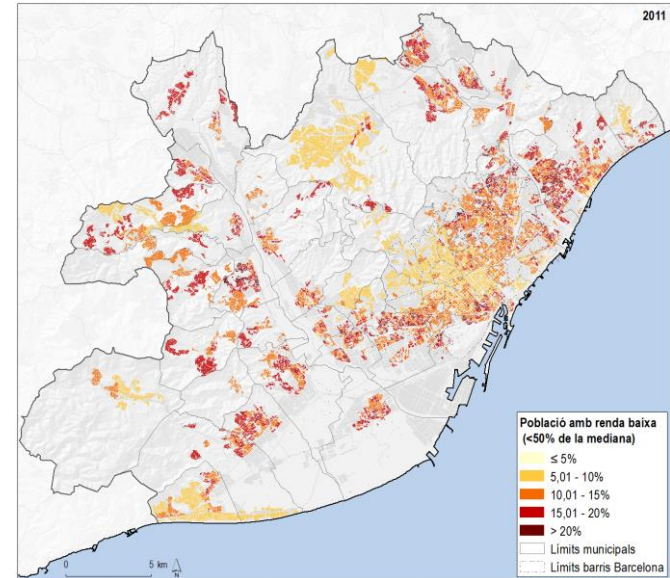 2011
Població amb renda baixa
(<50% de la mediana)
≤ 5%
5,01 - 10%
10,01 - 15%
15,01 - 20%
> 20%
Límits municipals
Límits barris Barcelona
0 5 km
N